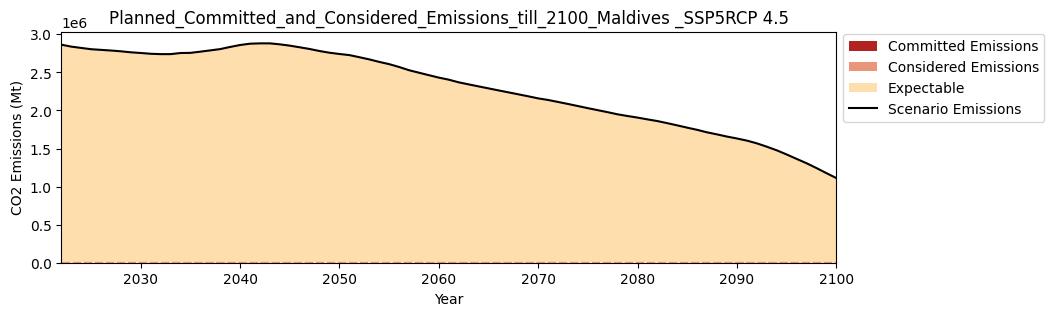 Planned_Committed_and_Considered_Emissions_till_2100_Maldives _SSP5RCP 4.5
1e6
3.0
2.5
2.0
1.5
1.0
0.5
0.0
CO2 Emissions (Mt)
2030 2040 2050 2060 2070 2080 2090 2100
Year
Committed Emissions
Considered Emissions
Expectable
Scenario Emissions